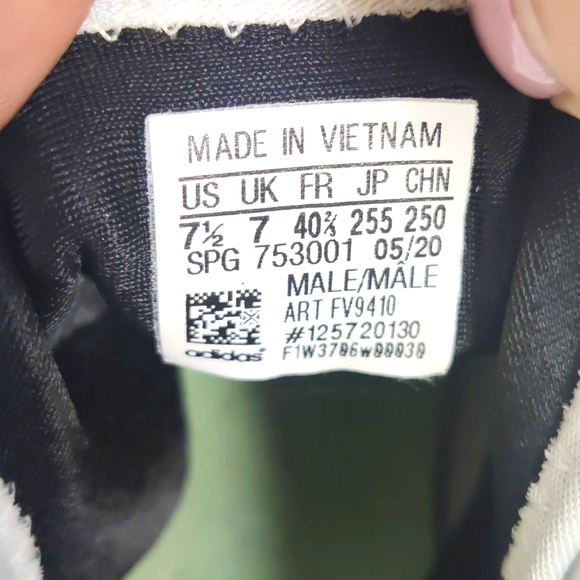 MADE IN VIETNAM
US UK FR JP CHN
7½ 7 40⅔ 255 250
SPG 753001 05/20
MALE/MÂLE
ART FV9410
#125720130
adidas F1W3706w00030